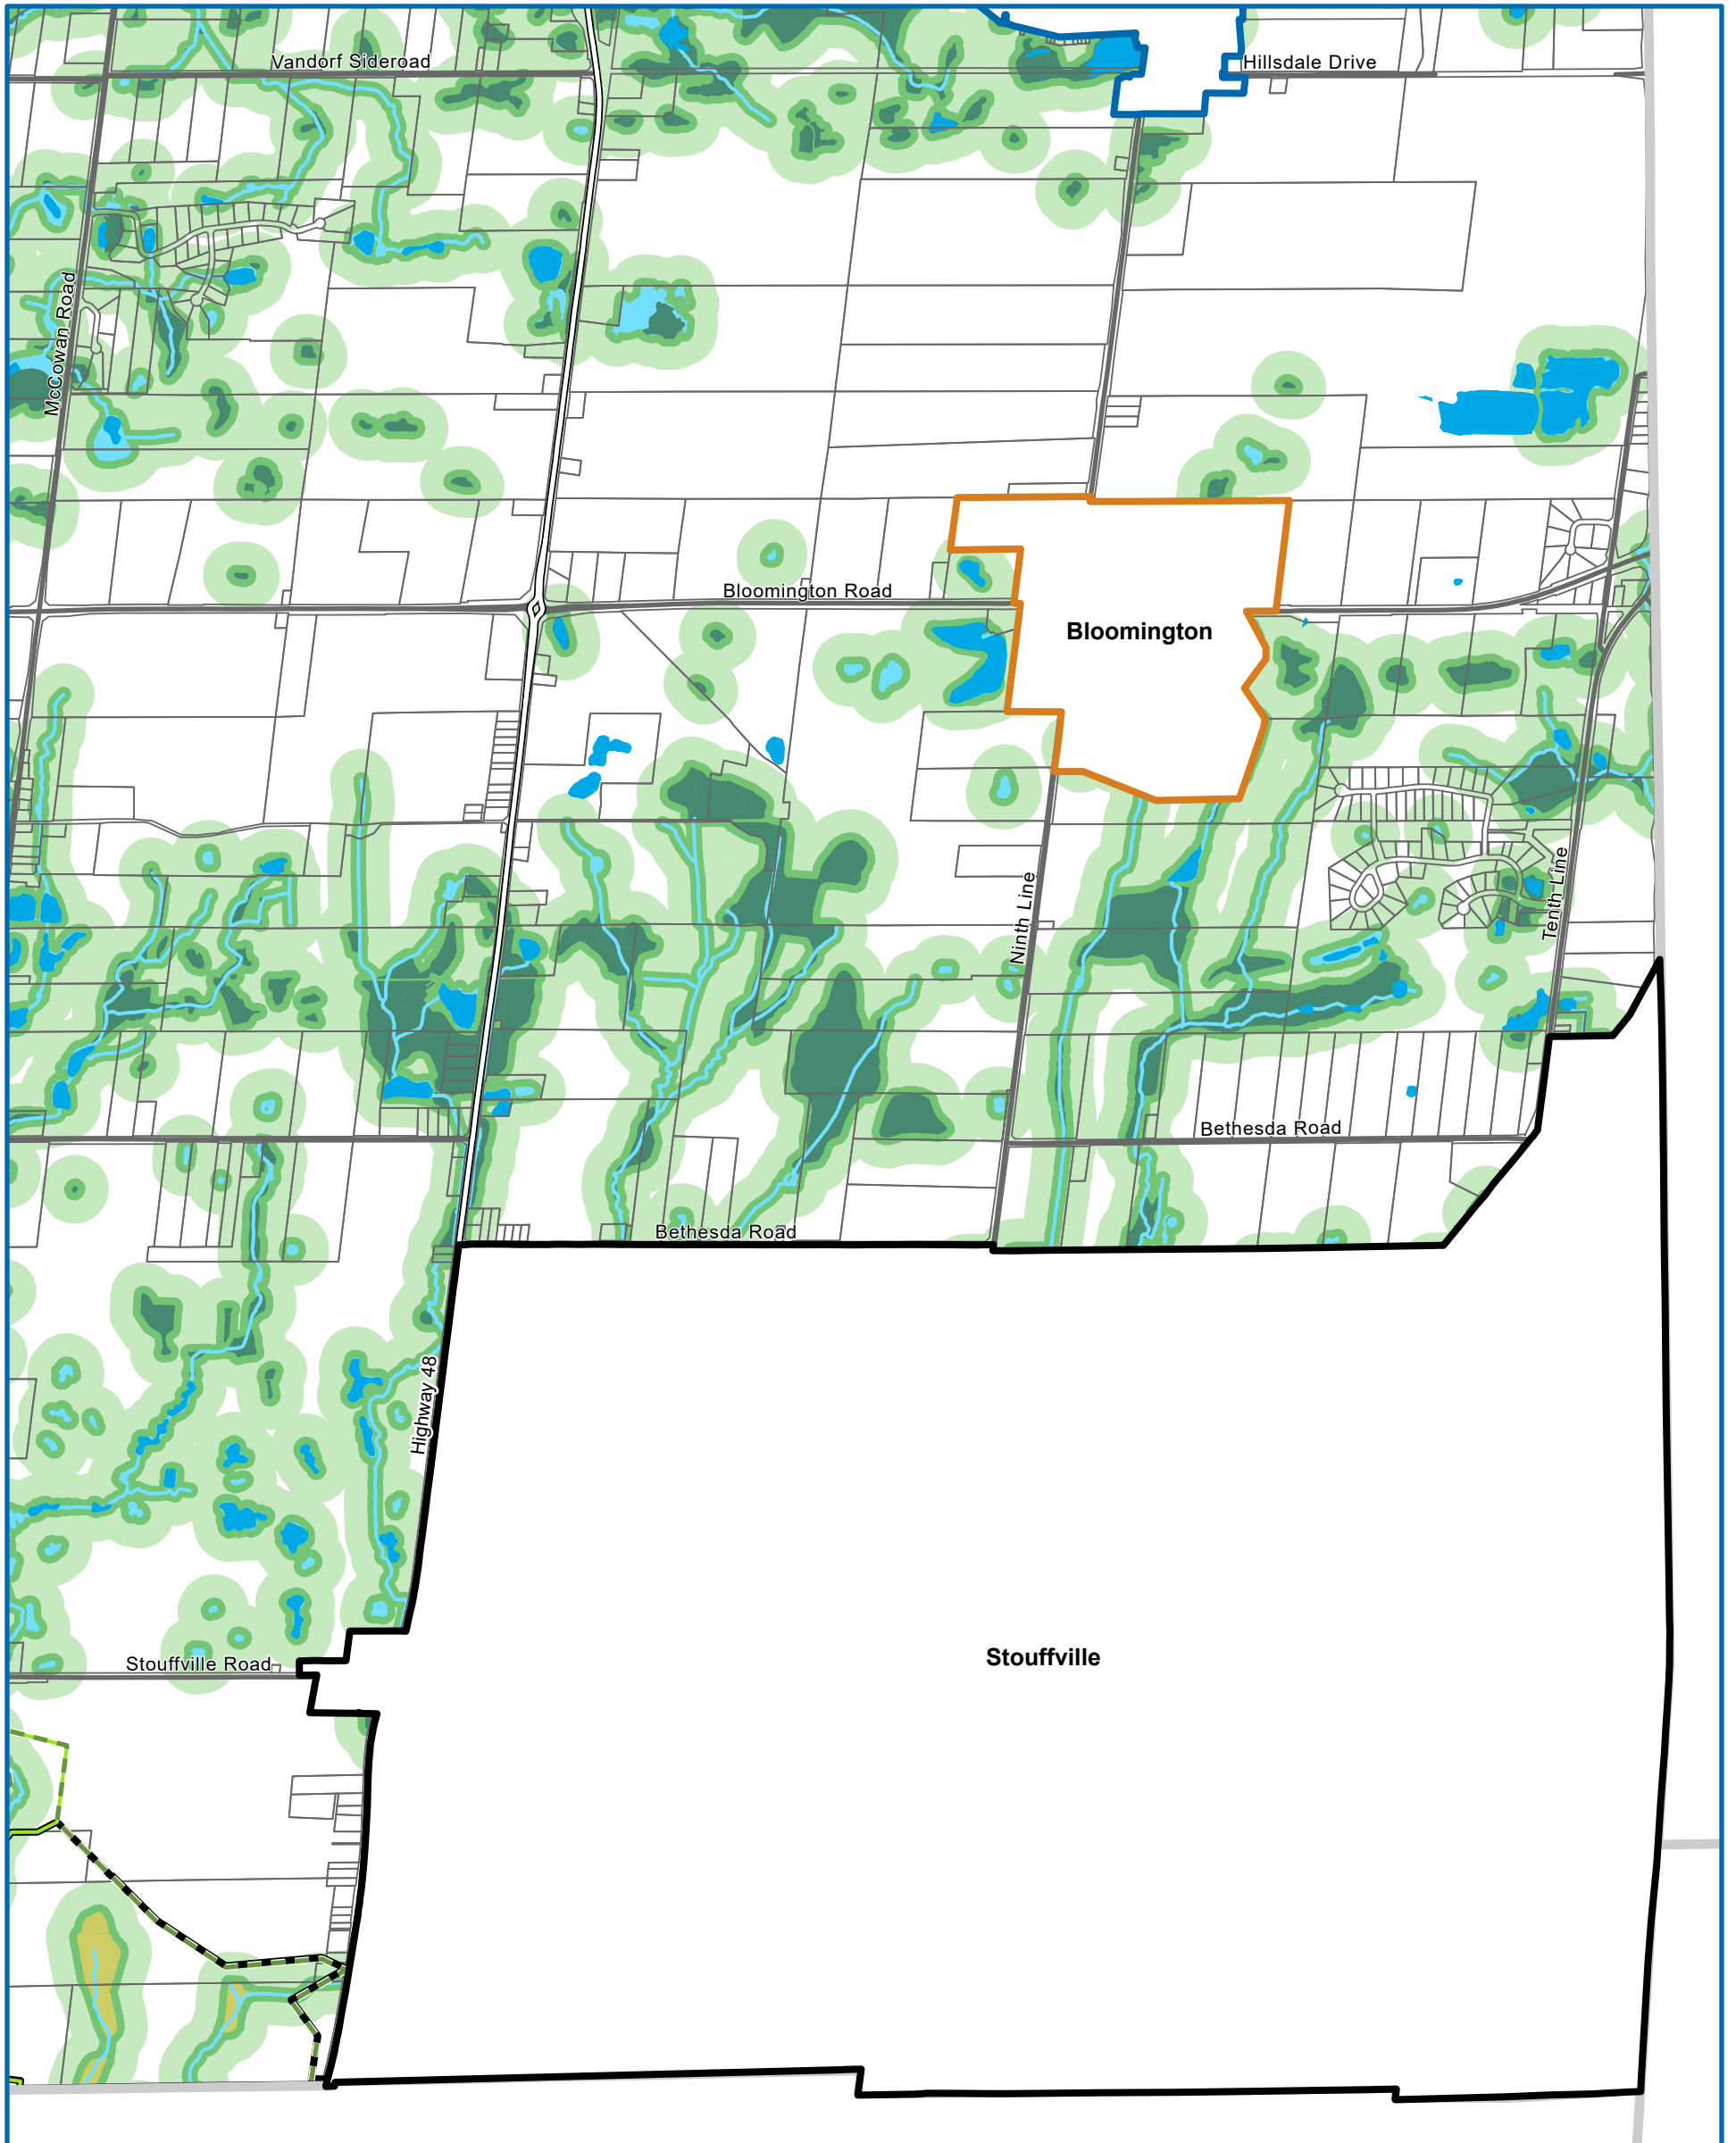 Vandorf Sideroad
Hillsdale Drive
McCowan Road
Bloomington Road
Bloomington
Ninth Line
Tenth Line
Bethesda Road
Bethesda Road
Highway 48
Stouffville
Stouffville Road